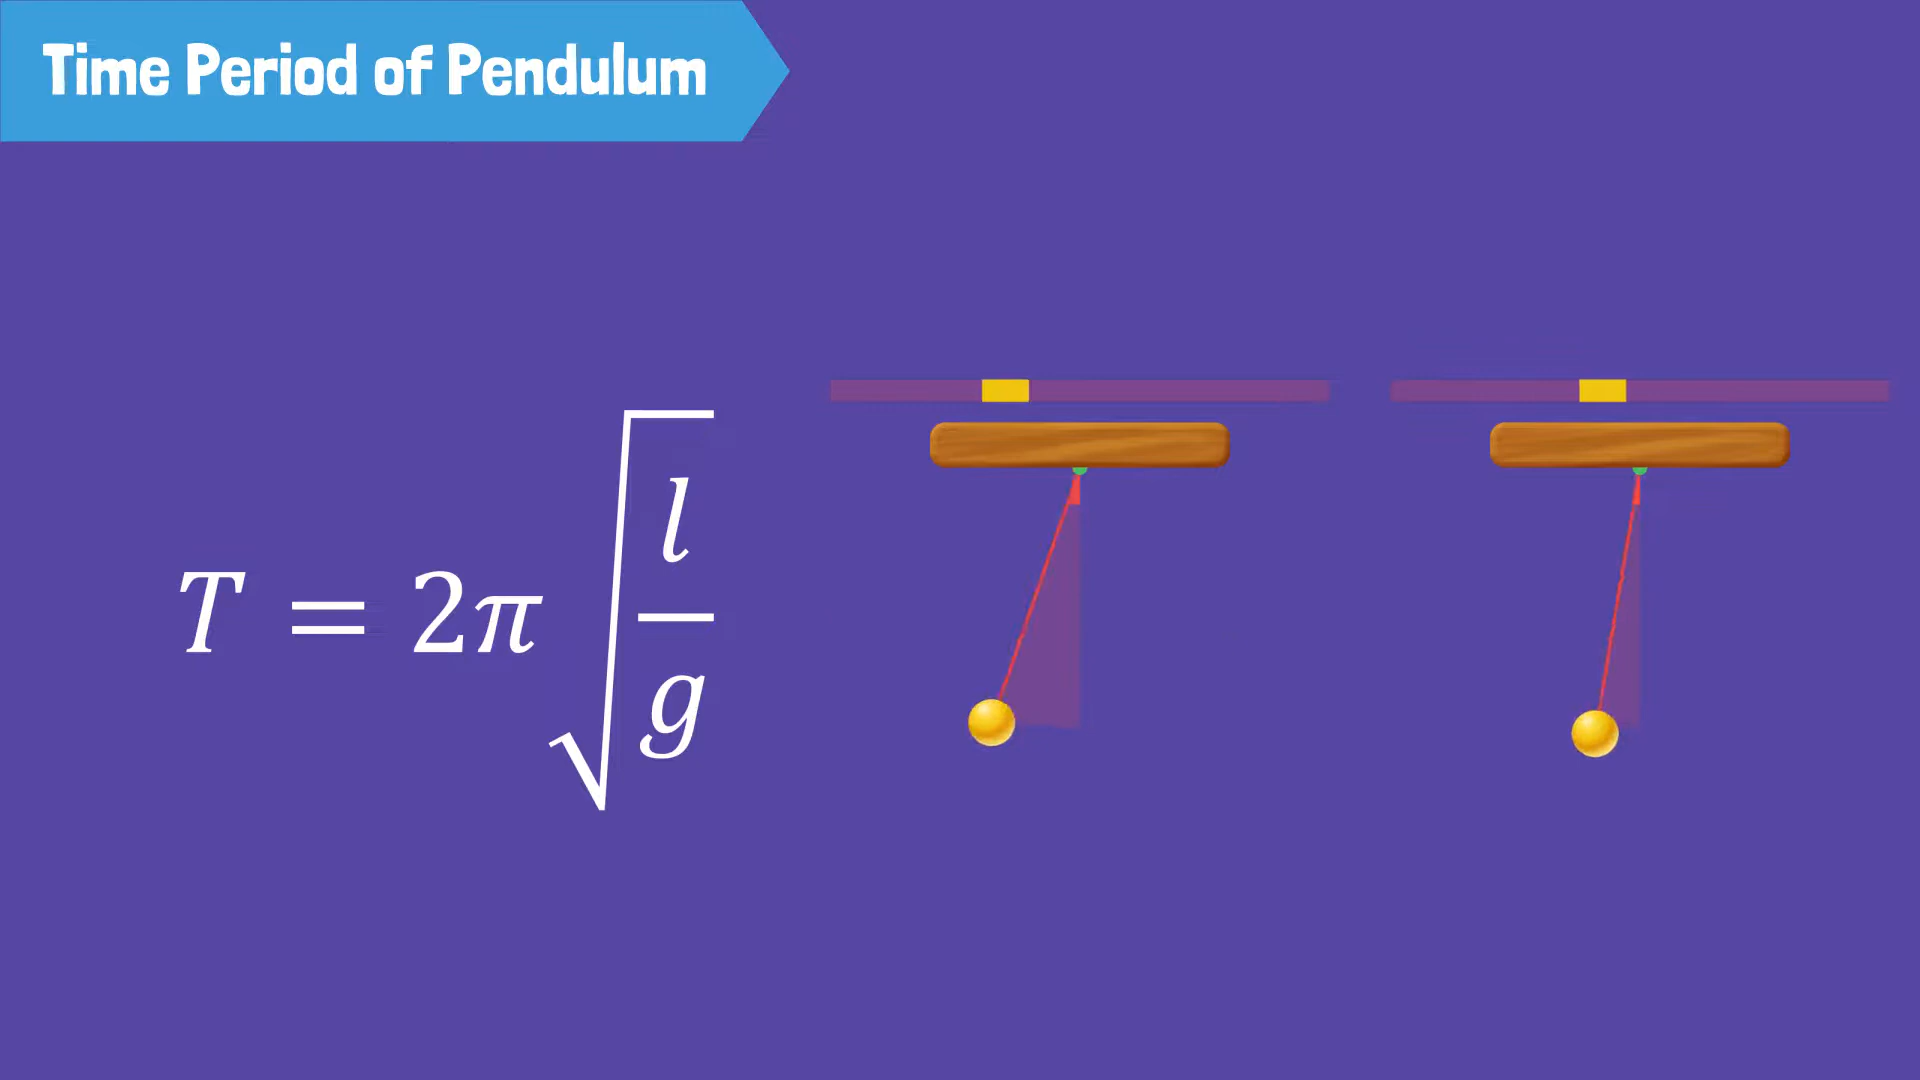 Time Period of Pendulum
T = 2π √(l/g)